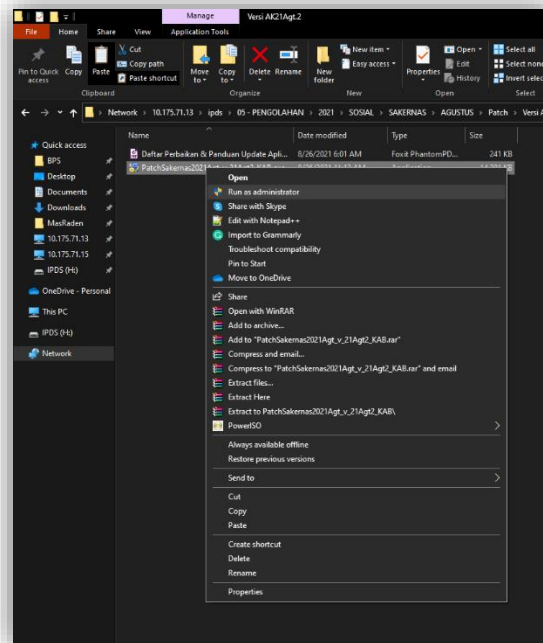 Manage
Versi AK21Agt.2
File
Home
Share
View
Application Tools
Pin to Quick access
Copy
Paste
Cut
Copy path
Paste shortcut
Move to
Copy to
Delete
Rename
New folder
New item
Easy access
Properties
Open
Edit
History
Select all
Select none
Invert selec
Clipboard
Organize
New
Open
Select
Network
10.175.71.13
ipds
05 - PENGOLAHAN
2021
SOSIAL
SAKERNAS
AGUSTUS
Patch
Versi A
Name
Date modified
Type
Size
Quick access
BPS
Desktop
Documents
Downloads
MasRaden
10.175.71.13
10.175.71.15
IPDS (H:)
OneDrive - Personal
This PC
IPDS (H:)
Network
Daftar Perbaikan & Panduan Update Apli...
8/26/2021 6:01 AM
Foxit PhantomPD...
241 KB
Open
Run as administrator
Share with Skype
Edit with Notepad++
Import to Grammarly
Troubleshoot compatibility
Pin to Start
Move to OneDrive
Share
Open with WinRAR
Add to archive...
Add to "PatchSakernas2021Agt_v_21Agt2_KAB.rar"
Compress and email...
Compress to "PatchSakernas2021Agt_v_21Agt2_KAB.rar" and email
Extract files...
Extract Here
Extract to PatchSakernas2021Agt_v_21Agt2_KAB\
PowerISO
Always available offline
Restore previous versions
Send to
Cut
Copy
Paste
Create shortcut
Delete
Rename
Properties